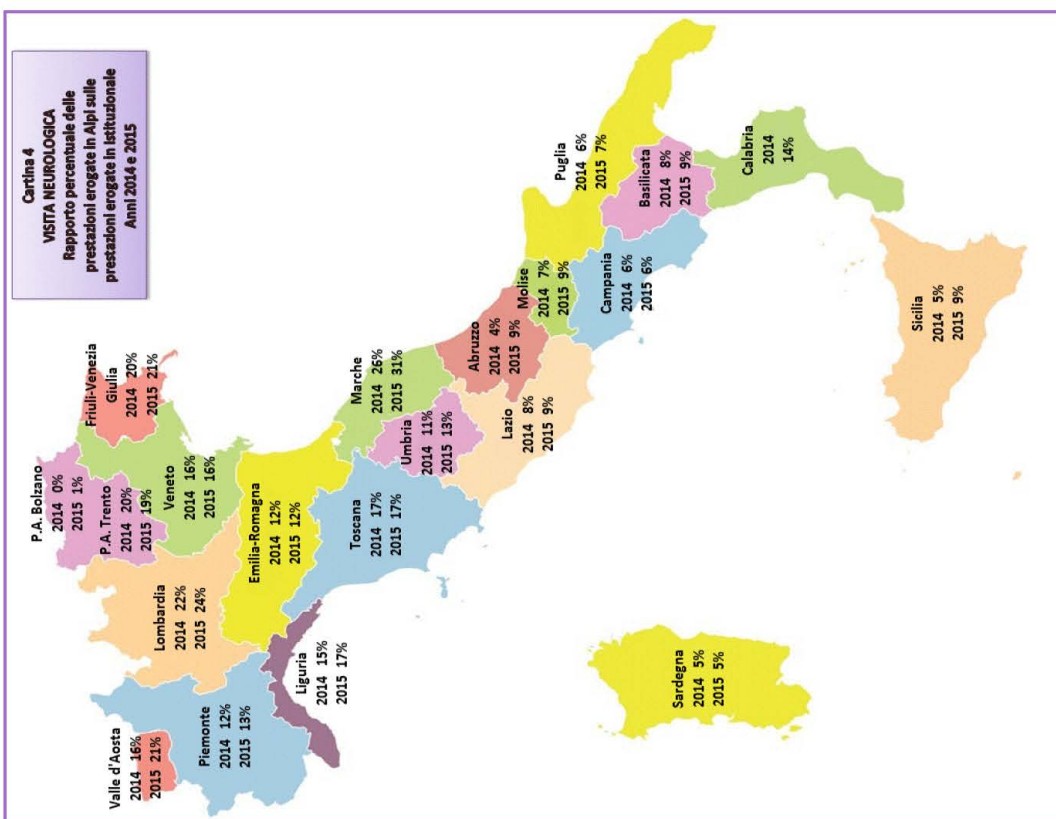 Cartina 4
VISITA NEUROLOGICA
Rapporto percentuale delle
prestazioni erogate in Alpi sulle
prestazioni erogate in Istituzionale
Anni 2014 e 2015
P.A. Bolzano
2014 0%
2015 1%
P.A. Trento
2014 20%
2015 19%
Friuli-Venezia
Giulia
2014 20%
2015 21%
Valle d'Aosta
2014 16%
2015 21%
Piemonte
2014 12%
2015 13%
Lombardia
2014 22%
2015 24%
Veneto
2014 16%
2015 16%
Liguria
2014 15%
2015 17%
Emilia-Romagna
2014 12%
2015 12%
Toscana
2014 17%
2015 17%
Marche
2014 26%
2015 31%
Umbria
2014 11%
2015 13%
Lazio
2014 8%
2015 9%
Abruzzo
2014 4%
2015 9%
Molise
2014 7%
2015 9%
Campania
2014 6%
2015 6%
Puglia
2014 6%
2015 7%
Basilicata
2014 8%
2015 9%
Calabria
2014
14%
Sicilia
2014 5%
2015 9%
Sardegna
2014 5%
2015 5%